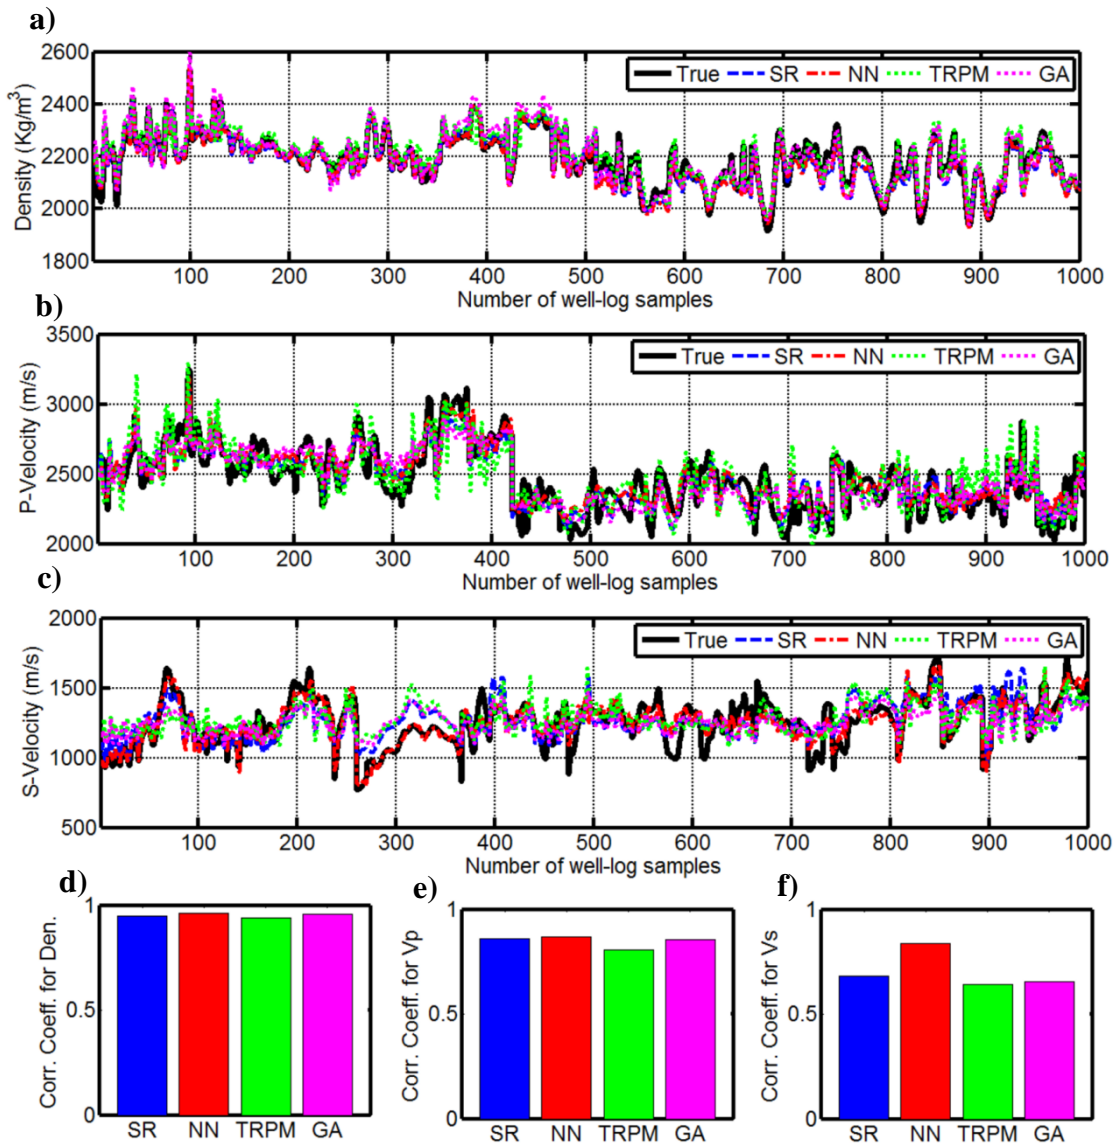 a)
2600
2400
2200
2000
1800
Density (Kg/m³)
True SR NN TRPM GA
100 200 300 400 500 600 700 800 900 1000
Number of well-log samples
b)
3500
3000
2500
2000
P-Velocity (m/s)
True SR NN TRPM GA
100 200 300 400 500 600 700 800 900 1000
Number of well-log samples
c)
2000
1500
1000
500
S-Velocity (m/s)
True SR NN TRPM GA
100 200 300 400 500 600 700 800 900 1000
Number of well-log samples
d)
1
0.5
0
Corr. Coeff. for Den.
SR NN TRPM GA
e)
1
0.5
0
Corr. Coeff. for Vp
SR NN TRPM GA
f)
1
0.5
0
Corr. Coeff. for Vs
SR NN TRPM GA